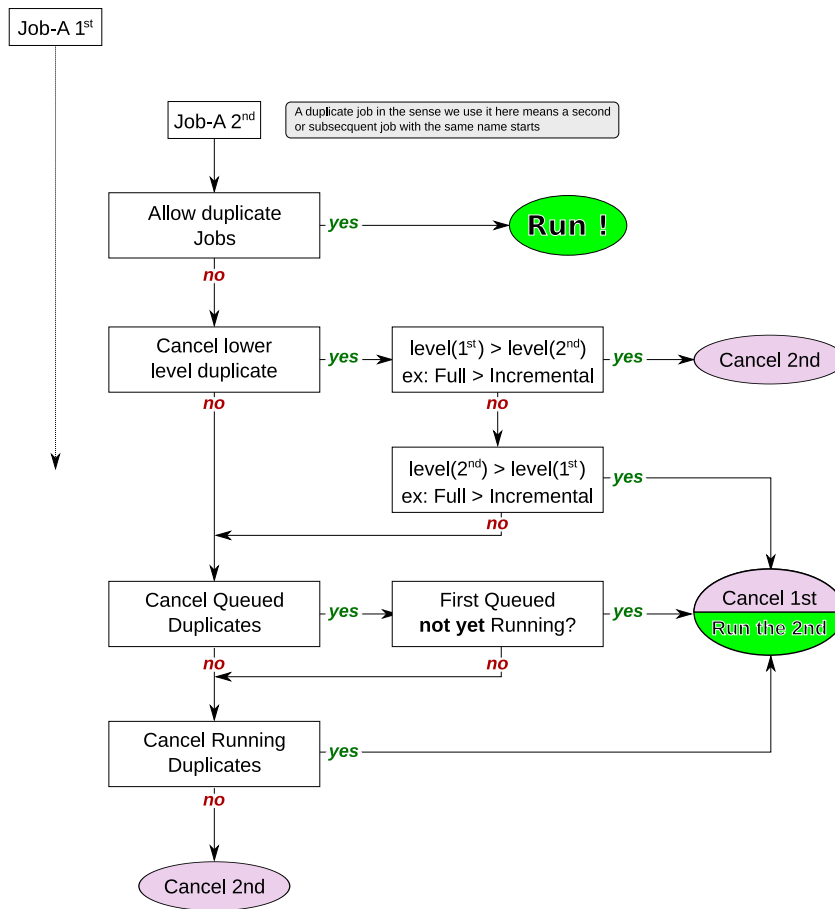 Job-A 1st
Job-A 2nd
A duplicate job in the sense we use it here means a second
or subsecquent job with the same name starts
Allow duplicate
Jobs
yes
Run !
no
Cancel lower
level duplicate
yes
level(1st) > level(2nd)
ex: Full > Incremental
yes
Cancel 2nd
no
no
level(2nd) > level(1st)
ex: Full > Incremental
yes
no
Cancel Queued
Duplicates
yes
First Queued
not yet Running?
yes
Cancel 1st
Run the 2nd
no
no
Cancel Running
Duplicates
yes
no
Cancel 2nd